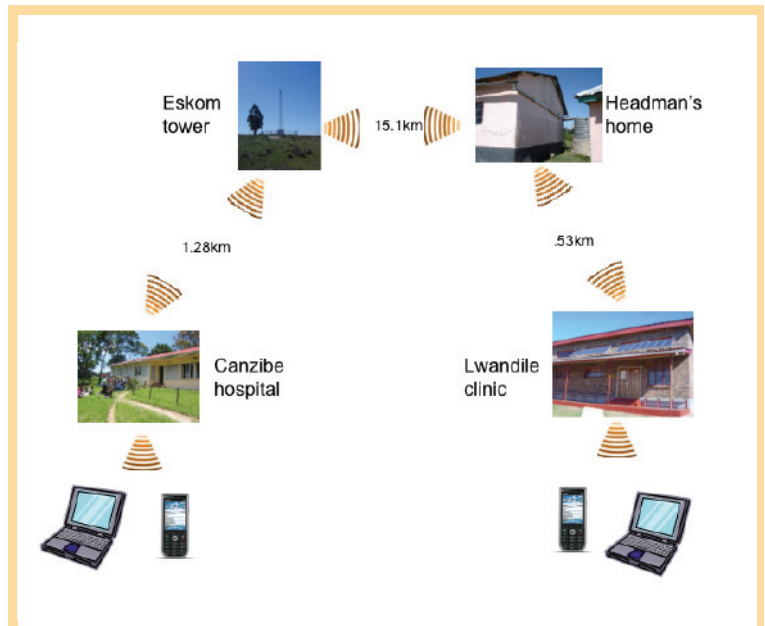 Eskom
tower
15.1km
Headman's
home
1.28km
.53km
Canzibe
hospital
Lwandile
clinic